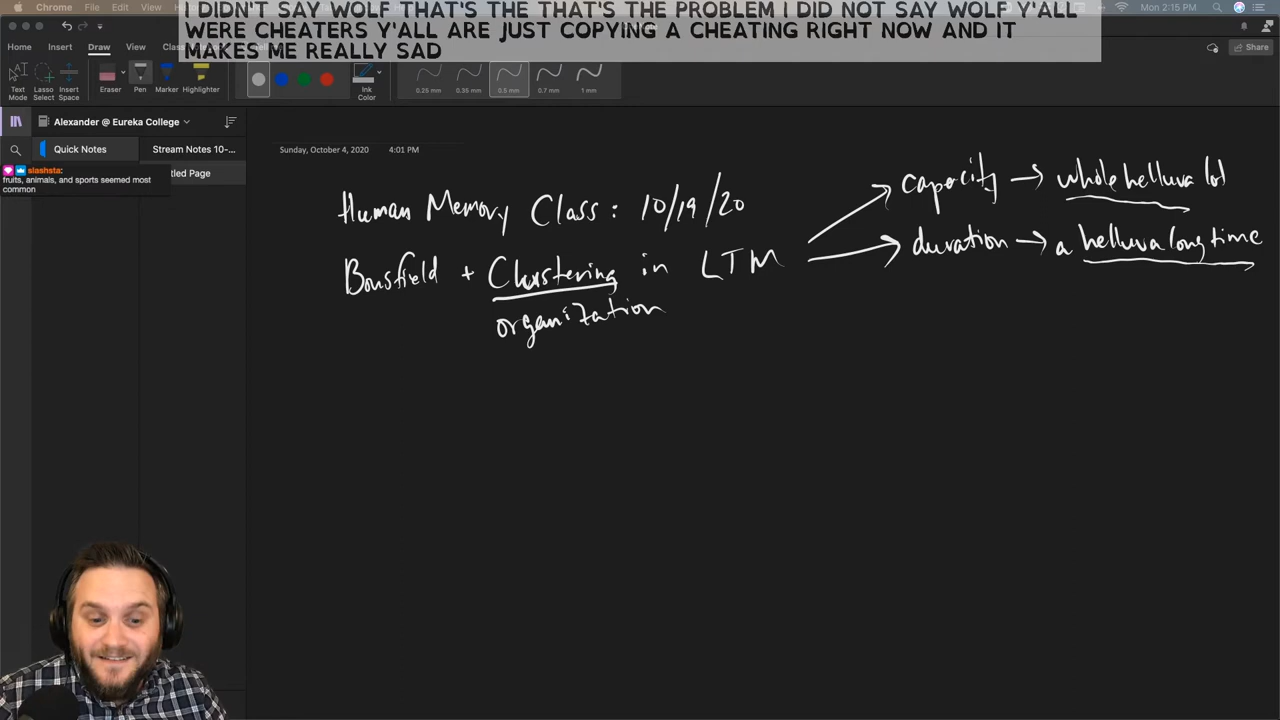 I DIDN'T SAY WOLF THAT'S THE THAT'S THE PROBLEM I DID NOT SAY WOLF Y'ALL
WERE CHEATERS Y'ALL ARE JUST COPYING A CHEATING RIGHT NOW AND IT
MAKES ME REALLY SAD
Chrome File Edit View
Mon 2:15 PM
Home Insert Draw View
Share
Text Mode
Lasso Select
Insert Space
Eraser
Pen
Marker
Highlighter
Ink Color
0.25 mm 0.35 mm 0.5 mm 0.7 mm 1 mm
Alexander @ Eureka College
Quick Notes
Stream Notes 10-...
slashsta:
fruits, animals, and sports seemed most
common
tled Page
Sunday, October 4, 2020 4:01 PM
Human Memory Class: 10/19/20
Bousfield + Clustering in LTM
organization
capacity → whole helluva lot
duration → a helluva long time